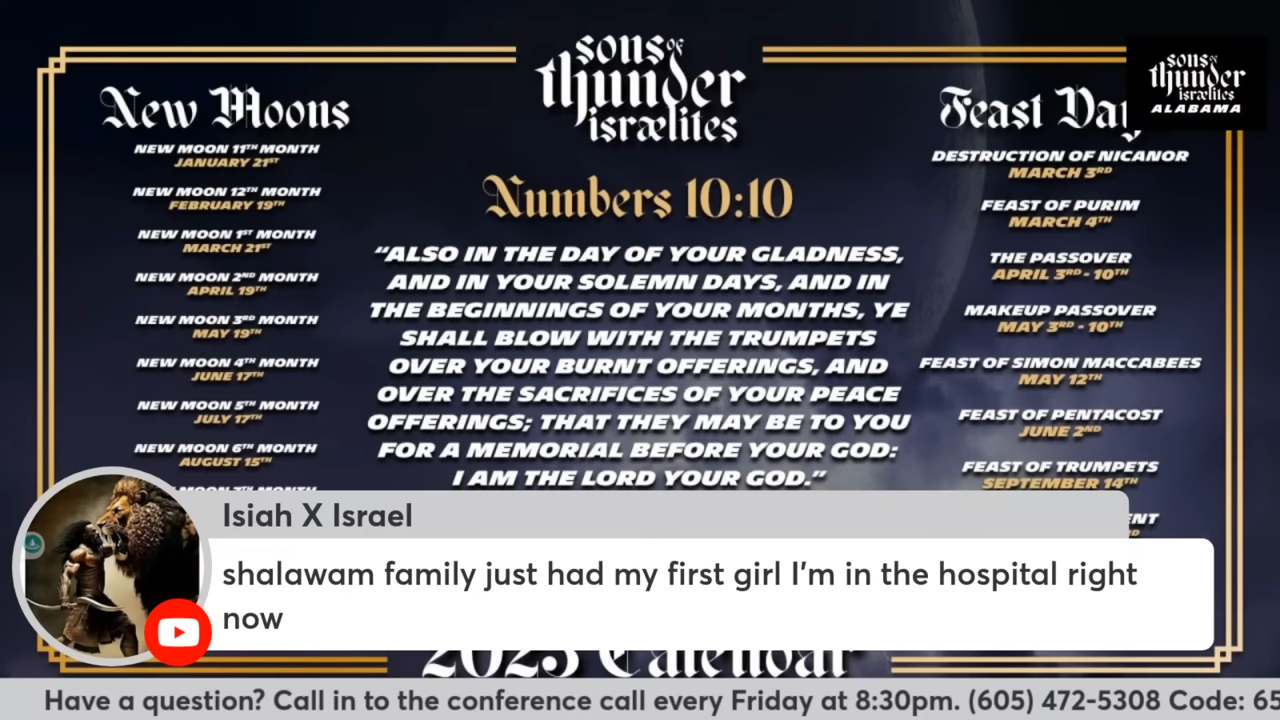 sons of
thunder
israelites
sons of
thunder
israelites
ALABAMA
New Moons
NEW MOON 11TH MONTH
JANUARY 21ST
NEW MOON 12TH MONTH
FEBRUARY 19TH
NEW MOON 1ST MONTH
MARCH 21ST
NEW MOON 2ND MONTH
APRIL 19TH
NEW MOON 3RD MONTH
MAY 19TH
NEW MOON 4TH MONTH
JUNE 17TH
NEW MOON 5TH MONTH
JULY 17TH
NEW MOON 6TH MONTH
AUGUST 15TH
Numbers 10:10
“ALSO IN THE DAY OF YOUR GLADNESS,
AND IN YOUR SOLEMN DAYS, AND IN
THE BEGINNINGS OF YOUR MONTHS, YE
SHALL BLOW WITH THE TRUMPETS
OVER YOUR BURNT OFFERINGS, AND
OVER THE SACRIFICES OF YOUR PEACE
OFFERINGS; THAT THEY MAY BE TO YOU
FOR A MEMORIAL BEFORE YOUR GOD:
I AM THE LORD YOUR GOD.”
Feast Day
DESTRUCTION OF NICANOR
MARCH 3RD
FEAST OF PURIM
MARCH 4TH
THE PASSOVER
APRIL 3RD - 10TH
MAKEUP PASSOVER
MAY 3RD - 10TH
FEAST OF SIMON MACCABEES
MAY 12TH
FEAST OF PENTACOST
JUNE 2ND
FEAST OF TRUMPETS
SEPTEMBER 14TH
Isiah X Israel
shalawam family just had my first girl I'm in the hospital right
now
2023 Calendar
Have a question? Call in to the conference call every Friday at 8:30pm. (605) 472-5308 Code: 65